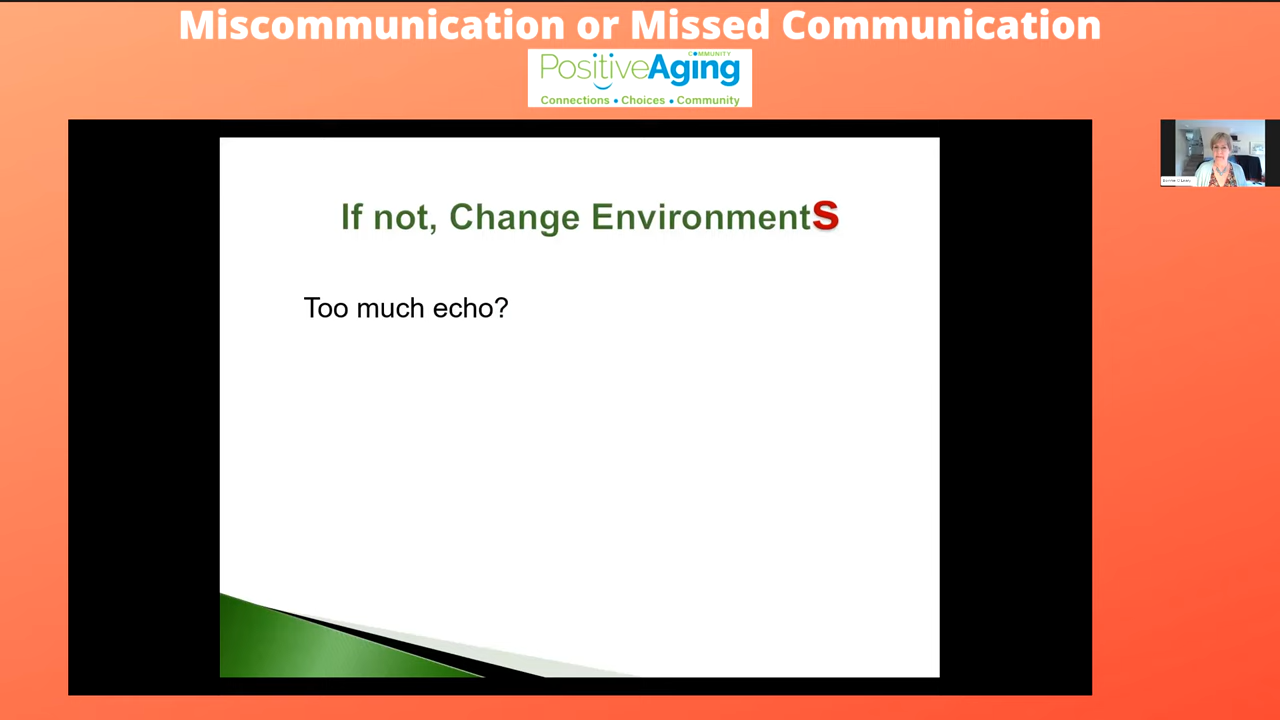 Miscommunication or Missed Communication
COMMUNITY
PositiveAging
Connections • Choices • Community
If not, Change EnvironmentS
Too much echo?